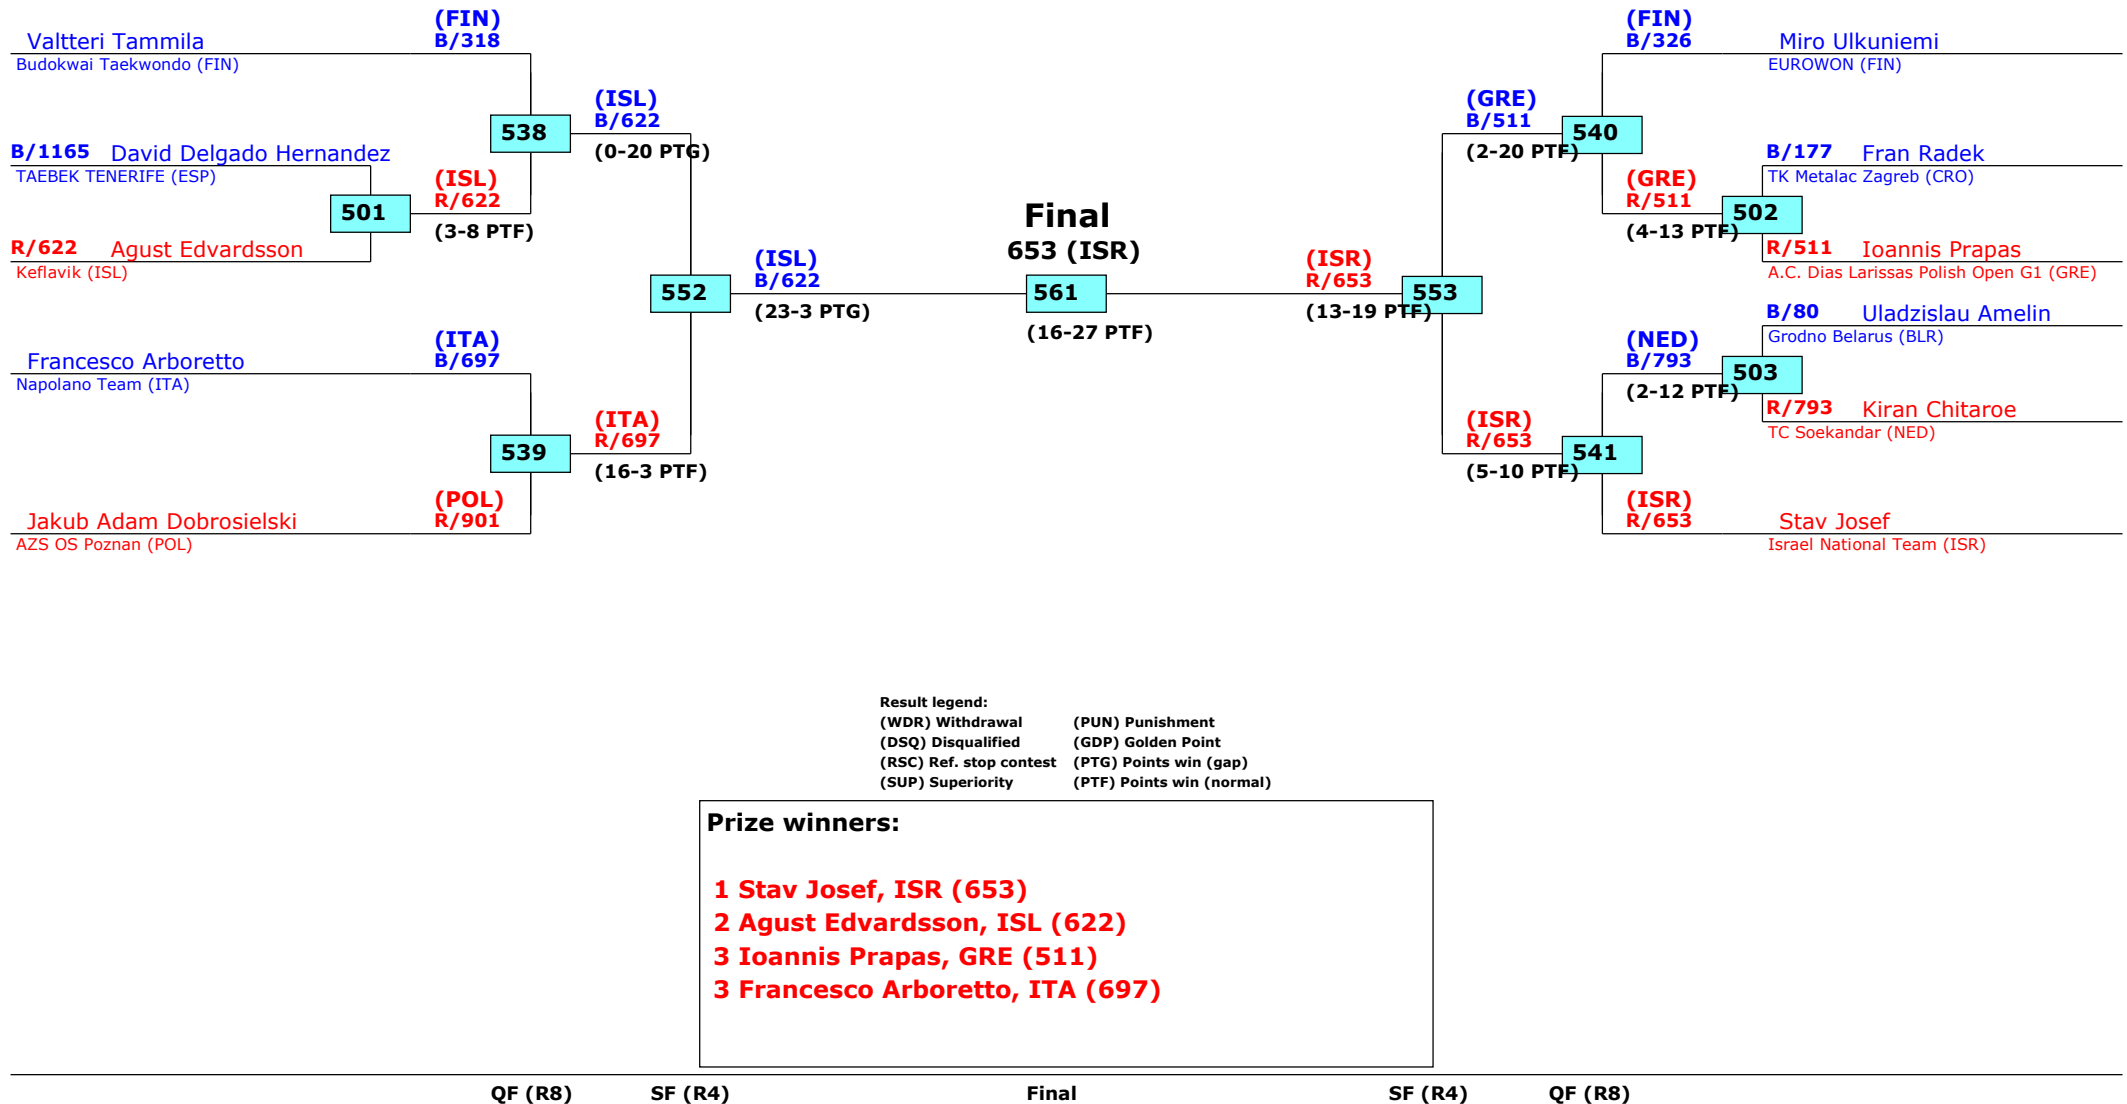 (FIN)
B/318
Valtteri Tammila
Budokwai Taekwondo (FIN)
538
(ISL)
B/622
(0-20 PTG)
B/1165 David Delgado Hernandez
TAEBEK TENERIFE (ESP)
501
(ISL)
R/622
(3-8 PTF)
R/622 Agust Edvardsson
Keflavik (ISL)
552
(ISL)
B/622
(23-3 PTG)
(ITA)
B/697
Francesco Arboretto
Napolano Team (ITA)
539
(ITA)
R/697
(16-3 PTF)
(POL)
R/901
Jakub Adam Dobrosielski
AZS OS Poznan (POL)
Final
653 (ISR)
561
(16-27 PTF)
(FIN)
B/326
Miro Ulkuniemi
EUROWON (FIN)
(GRE)
B/511
540
(2-20 PTF)
B/177 Fran Radek
TK Metalac Zagreb (CRO)
(GRE)
R/511
502
(4-13 PTF)
R/511 Ioannis Prapas
A.C. Dias Larissas Polish Open G1 (GRE)
(ISR)
R/653
553
(13-19 PTF)
B/80 Uladzislau Amelin
Grodno Belarus (BLR)
(NED)
B/793
503
(2-12 PTF)
R/793 Kiran Chitaroe
TC Soekandar (NED)
(ISR)
R/653
541
(5-10 PTF)
(ISR)
R/653
Stav Josef
Israel National Team (ISR)
Result legend:
(WDR) Withdrawal (PUN) Punishment
(DSQ) Disqualified (GDP) Golden Point
(RSC) Ref. stop contest (PTG) Points win (gap)
(SUP) Superiority (PTF) Points win (normal)
Prize winners:
1 Stav Josef, ISR (653)
2 Agust Edvardsson, ISL (622)
3 Ioannis Prapas, GRE (511)
3 Francesco Arboretto, ITA (697)
QF (R8) SF (R4) Final SF (R4) QF (R8)